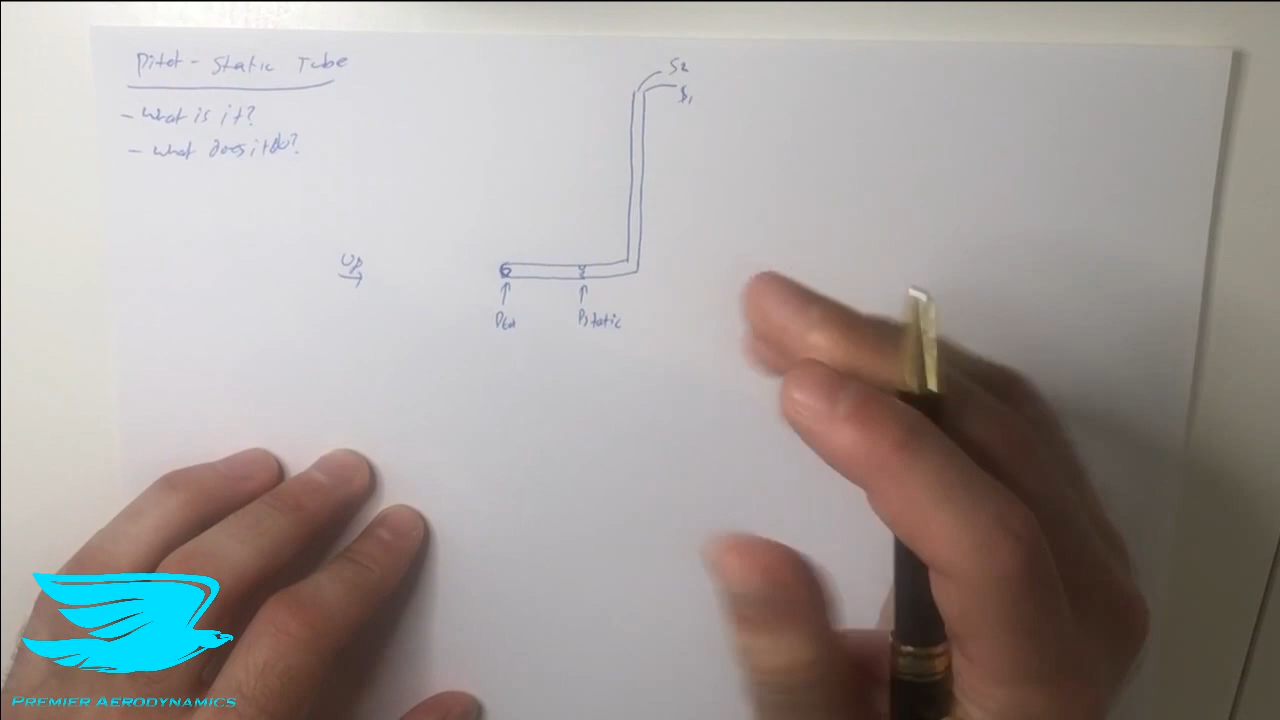 Pitot - Static Tube
- What is it?
- What does it do?
S2
S1
U∞
Ptot
Pstatic
PREMIER AERODYNAMICS